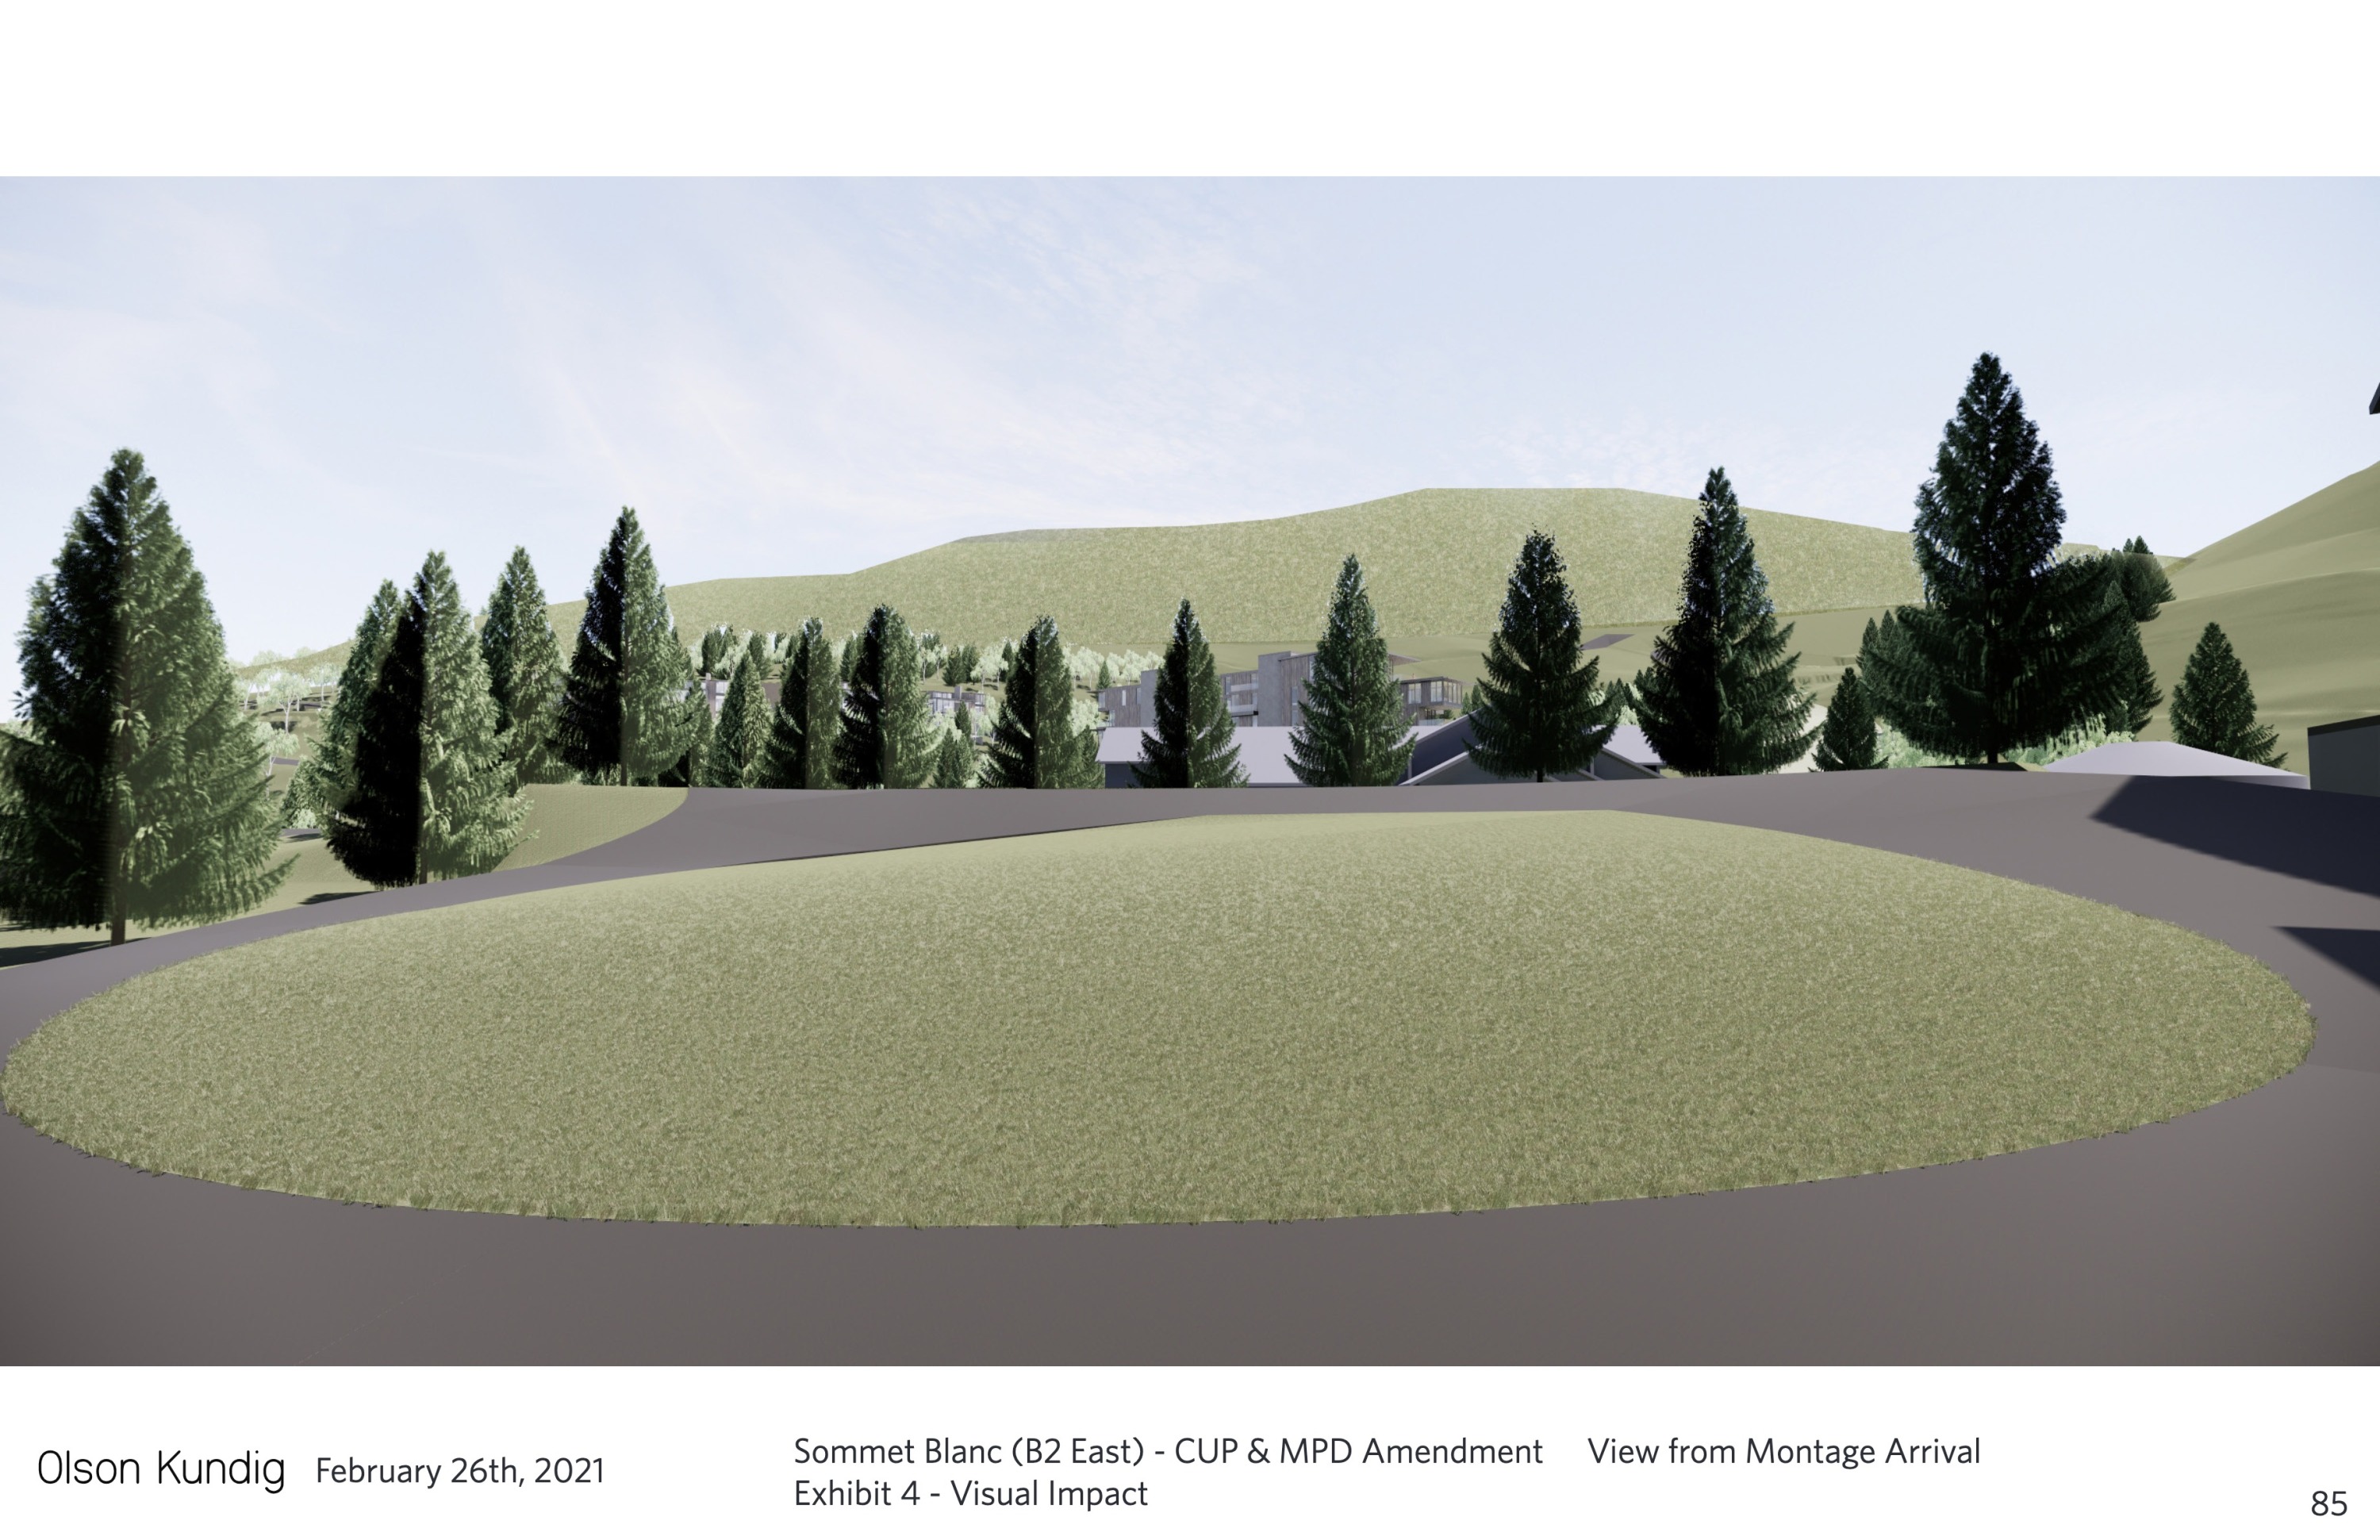 Olson Kundig February 26th, 2021
Sommet Blanc (B2 East) - CUP & MPD Amendment View from Montage Arrival
Exhibit 4 - Visual Impact
85